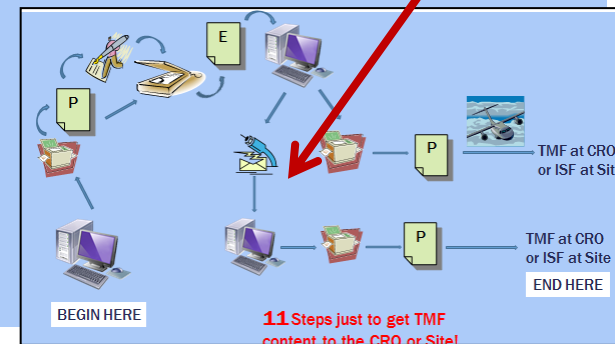 E
P
P
TMF at CRO
or ISF at Sit
P
TMF at CRO
or ISF at Site
END HERE
BEGIN HERE
11 Steps just to get TMF
content to the CRO or Site!